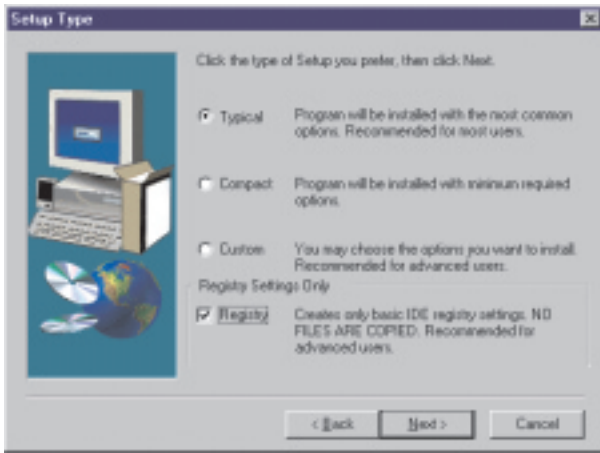 Setup Type
Click the type of Setup you prefer, then click Next.
Typical
Program will be installed with the most common
options. Recommended for most users.
Compact
Program will be installed with minimum required
options.
Custom
You may choose the options you want to install.
Recommended for advanced users.
Registry Settings Only
Registry
Creates only basic IDE registry settings. NO
FILES ARE COPIED. Recommended for
advanced users.
< Back
Next >
Cancel